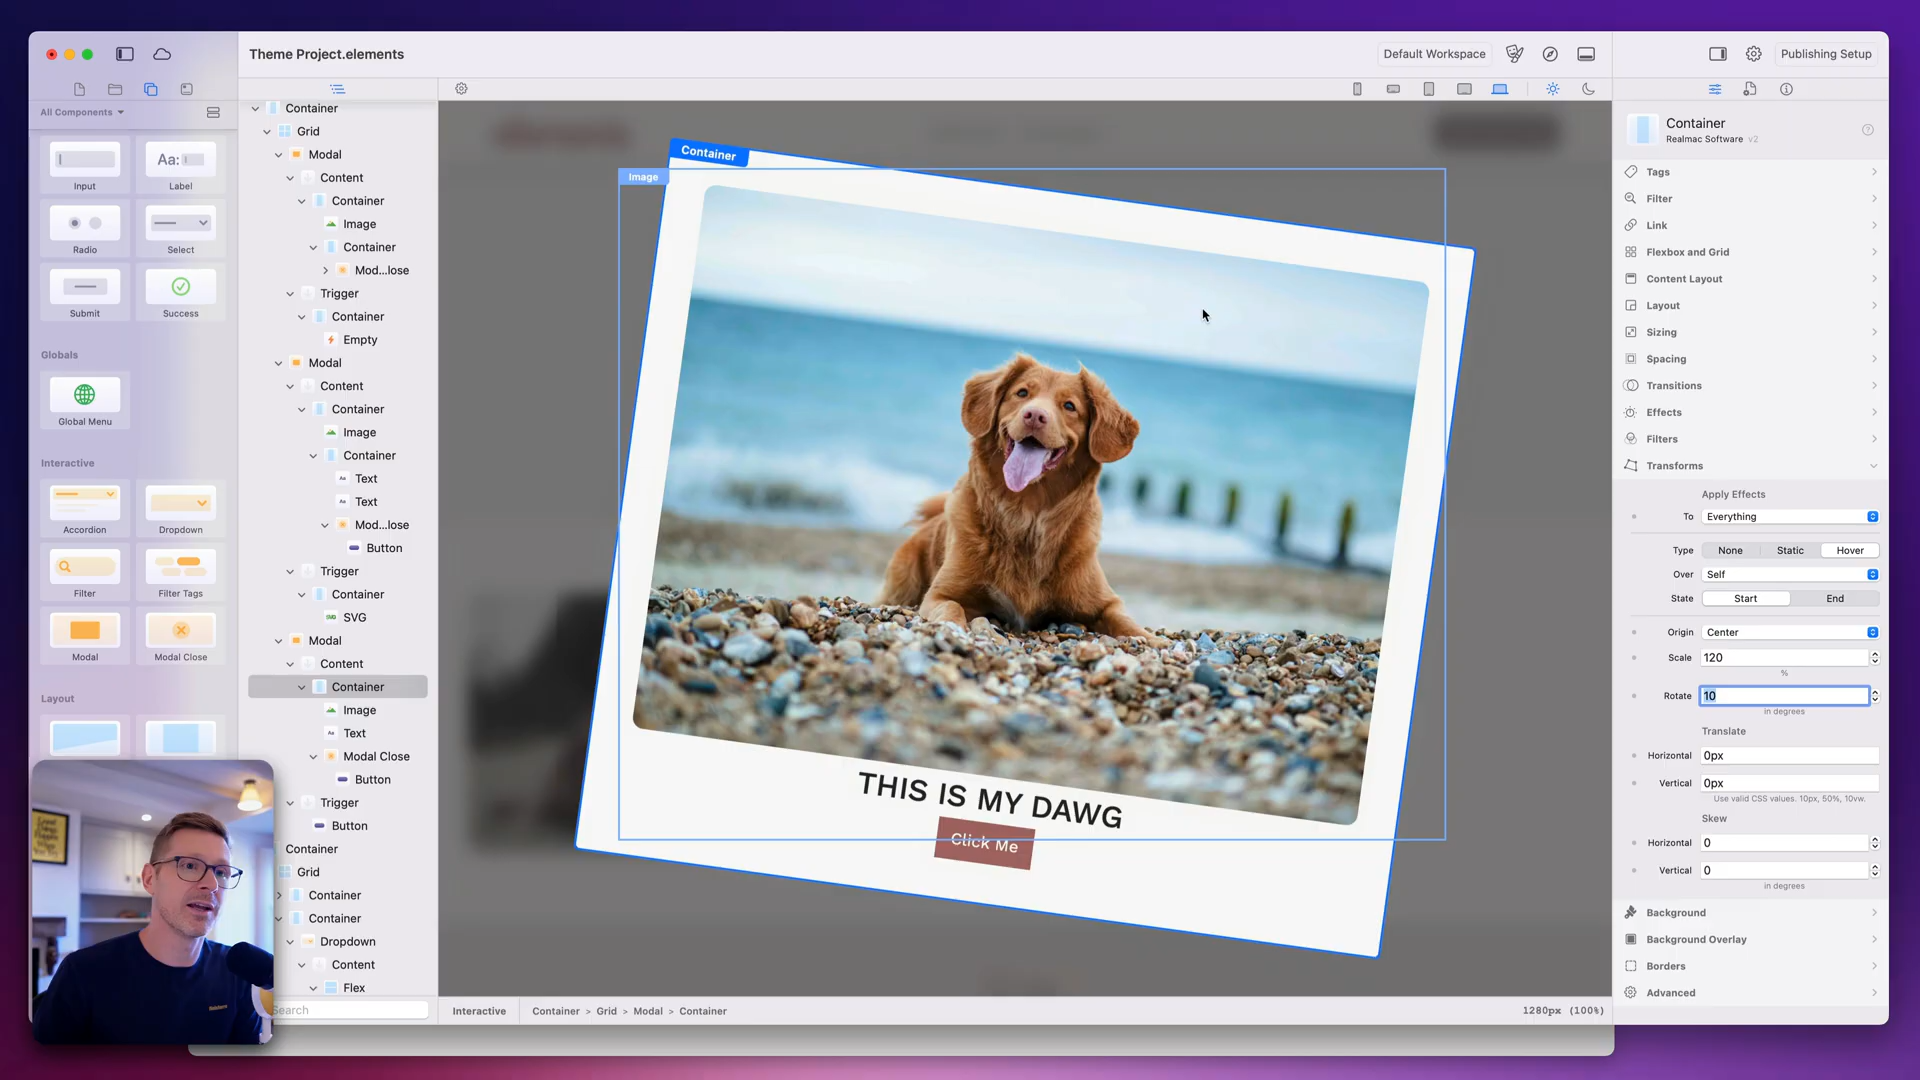 Theme Project.elements
Default Workspace
Publishing Setup
All Components
Input
Label
Aa:
Radio
Select
Submit
Success
Globals
Global Menu
Interactive
Accordion
Dropdown
Filter
Filter Tags
Modal
Modal Close
Layout
Container
Grid
Modal
Content
Container
Image
Container
Mod...lose
Trigger
Container
Empty
Modal
Content
Container
Image
Container
Aa Text
Aa Text
Mod...lose
Button
Trigger
Container
SVG SVG
Modal
Content
Container
Image
Aa Text
Modal Close
Button
Trigger
Button
Container
Grid
Container
Container
Dropdown
Content
Flex
Search
Container
Image
THIS IS MY DAWG
Click Me
Interactive
Container > Grid > Modal > Container
1280px (100%)
Container
Realmac Software v2
?
Tags
Filter
Link
Flexbox and Grid
Content Layout
Layout
Sizing
Spacing
Transitions
Effects
Filters
Transforms
Apply Effects
To Everything
Type None Static Hover
Over Self
State Start End
Origin Center
Scale 120
%
Rotate 10
in degrees
Translate
Horizontal 0px
Vertical 0px
Use valid CSS values. 10px, 50%, 10vw.
Skew
Horizontal 0
Vertical 0
in degrees
Background
Background Overlay
Borders
Advanced